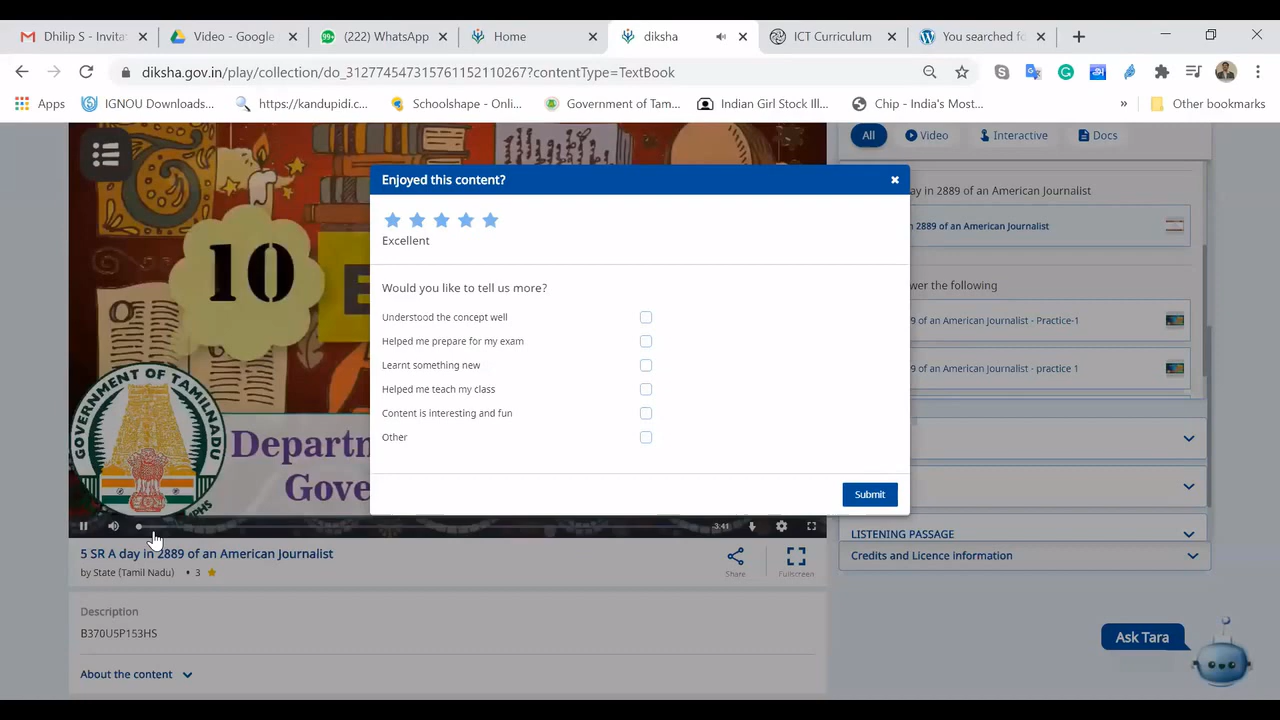 Dhilip S - Invita
Video - Google
(222) WhatsApp
Home
diksha
ICT Curriculum
You searched fo
diksha.gov.in/play/collection/do_31277454731576115211026​7?contentType=TextBook
Apps
IGNOU Downloads...
https://kandupidi.c...
Schoolshape - Onli...
Government of Tam...
Indian Girl Stock Ill...
Chip - India's Most...
»
Other bookmarks
All
Video
Interactive
Docs
Enjoyed this content?
Excellent
Would you like to tell us more?
Understood the concept well
Helped me prepare for my exam
Learnt something new
Helped me teach my class
Content is interesting and fun
Other
Submit
10
E
GOVERNMENT OF TAMILNADU
Departm
Gove
-3:41
ay in 2889 of an American Journalist
n 2889 of an American Journalist
wer the following
9 of an American Journalist - Practice-1
9 of an American Journalist - practice 1
LISTENING PASSAGE
Credits and Licence information
5 SR A day in 2889 of an American Journalist
by State (Tamil Nadu) • 3
Share
Fullscreen
Description
B370U5P153HS
About the content
Ask Tara